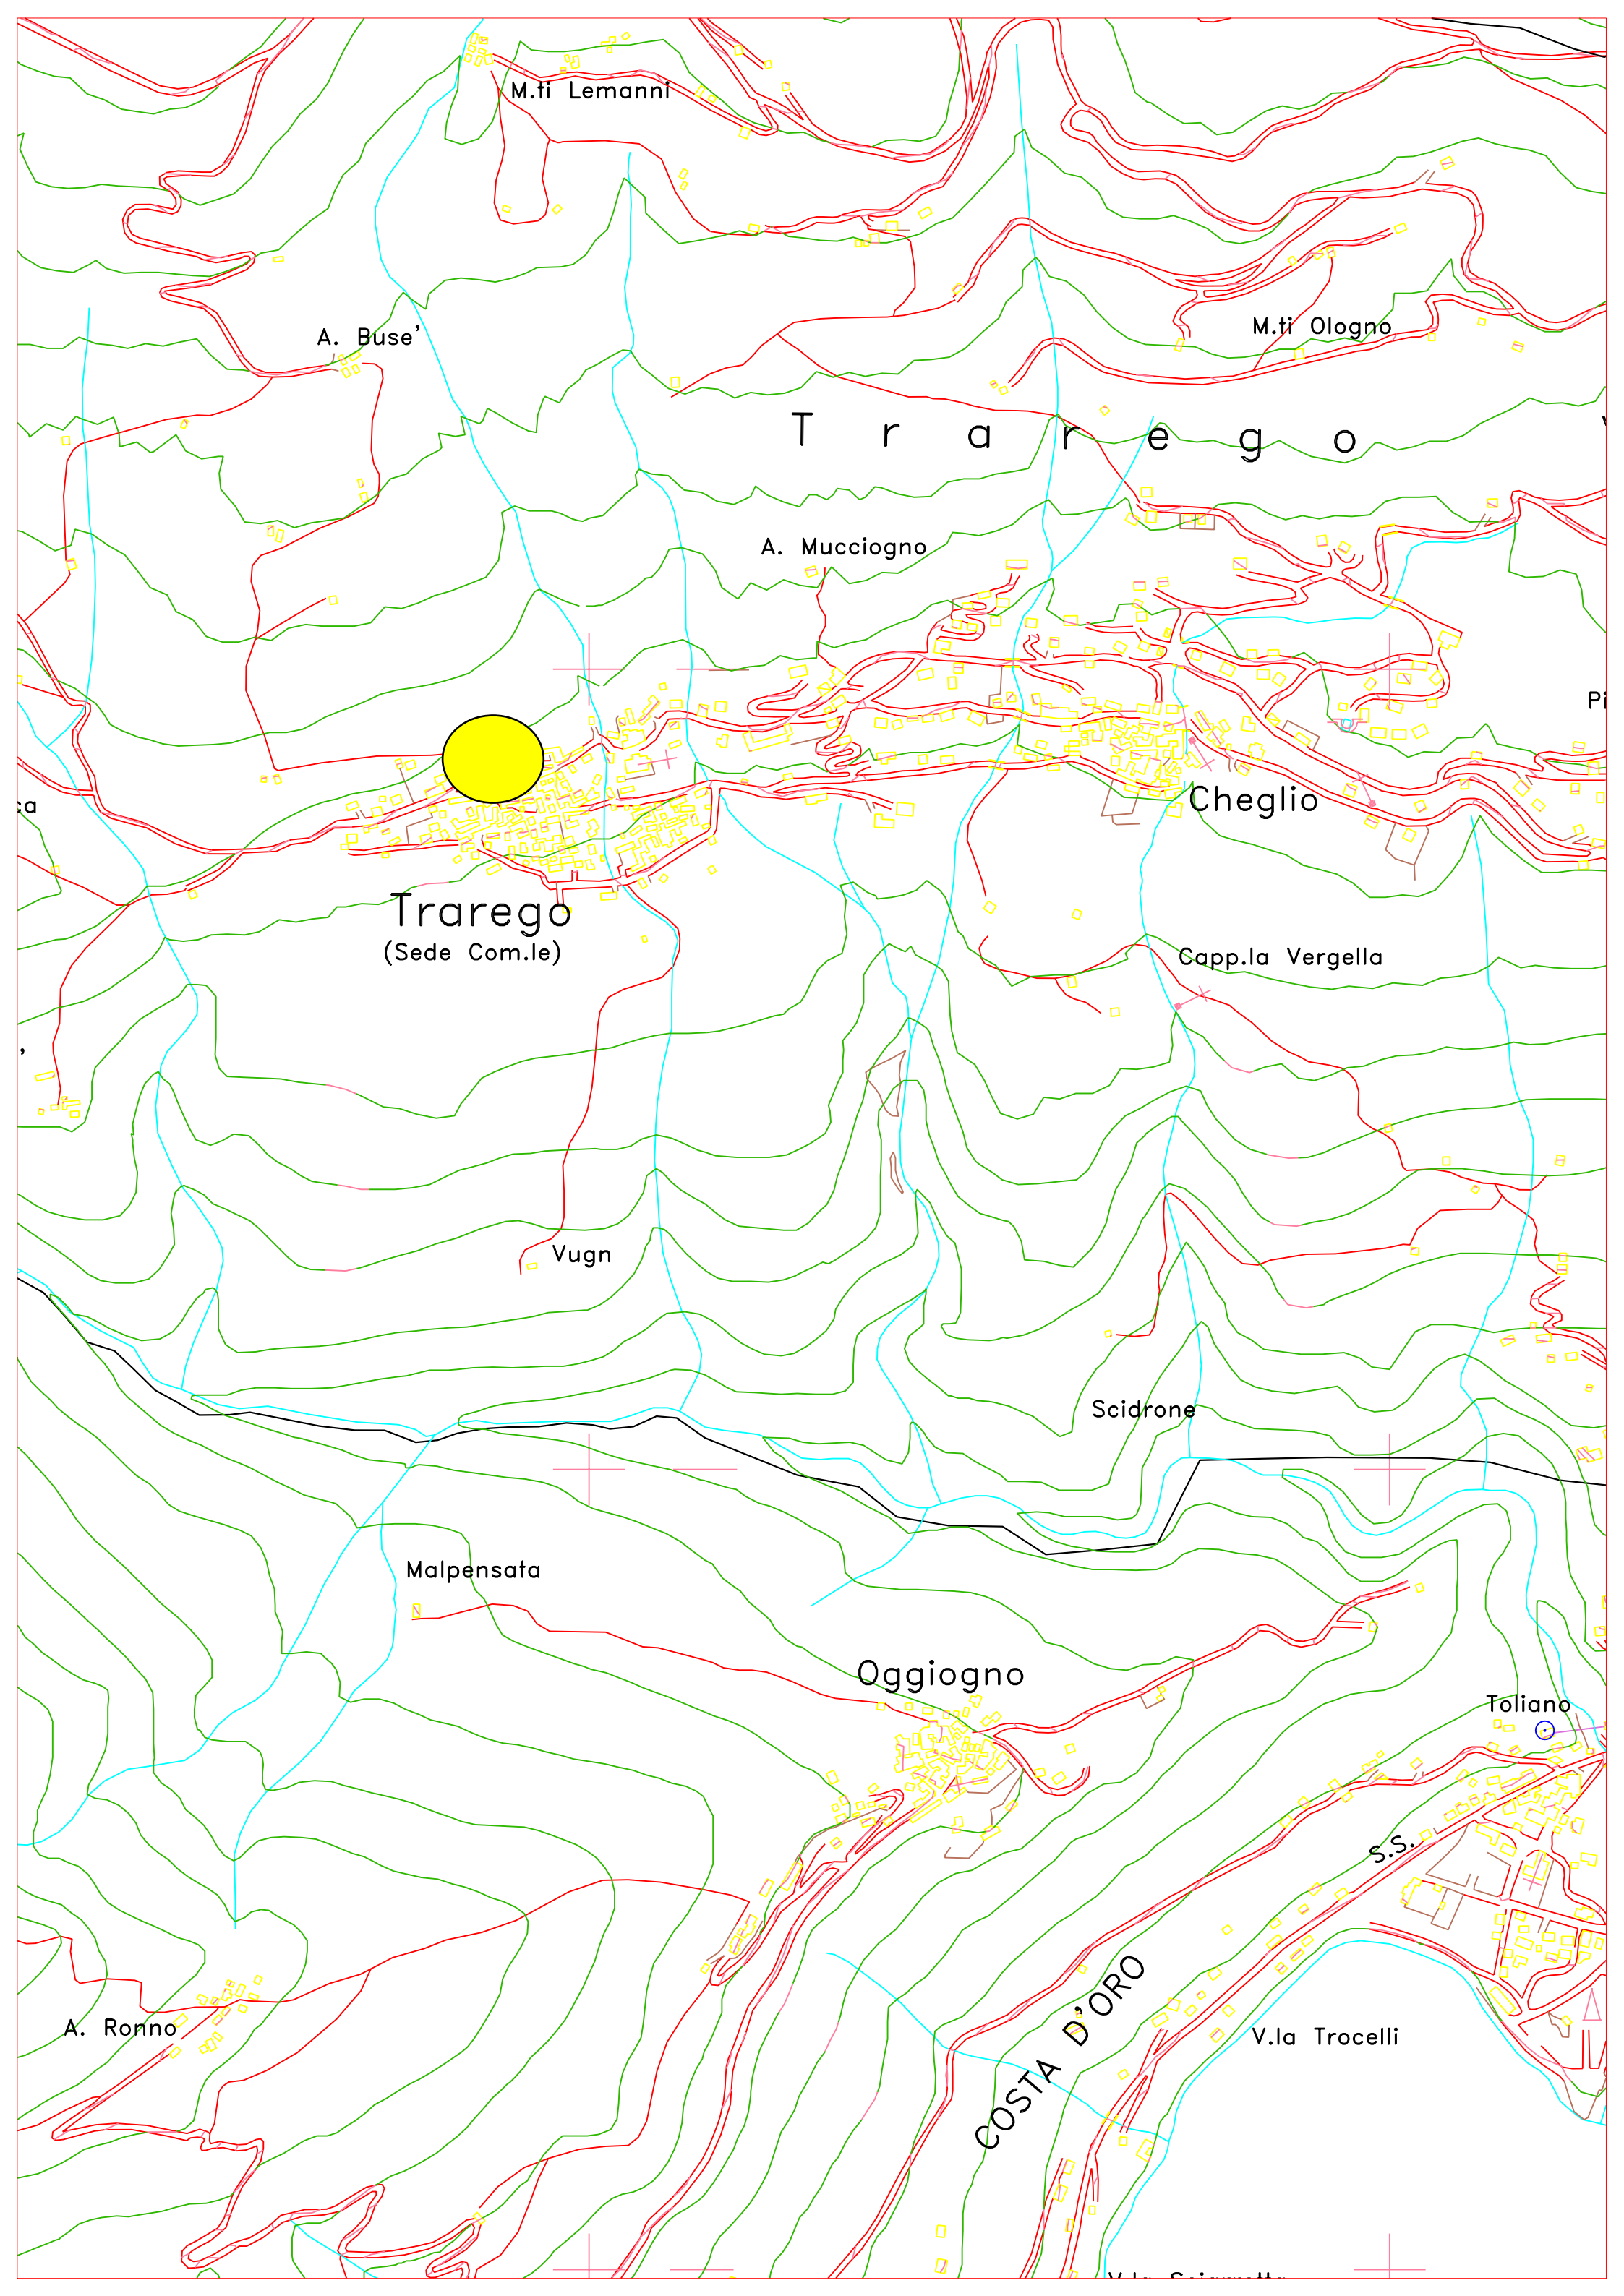 M.ti Lemanni
A. Buse'
M.ti Ologno
Trarego
A. Mucciogno
Cheglio
Trarego
(Sede Com.le)
Capp.la Vergella
Vugn
Scidrone
Malpensata
Oggiogno
Toliano
S.S.
COSTA D'ORO
A. Ronno
V.la Trocelli